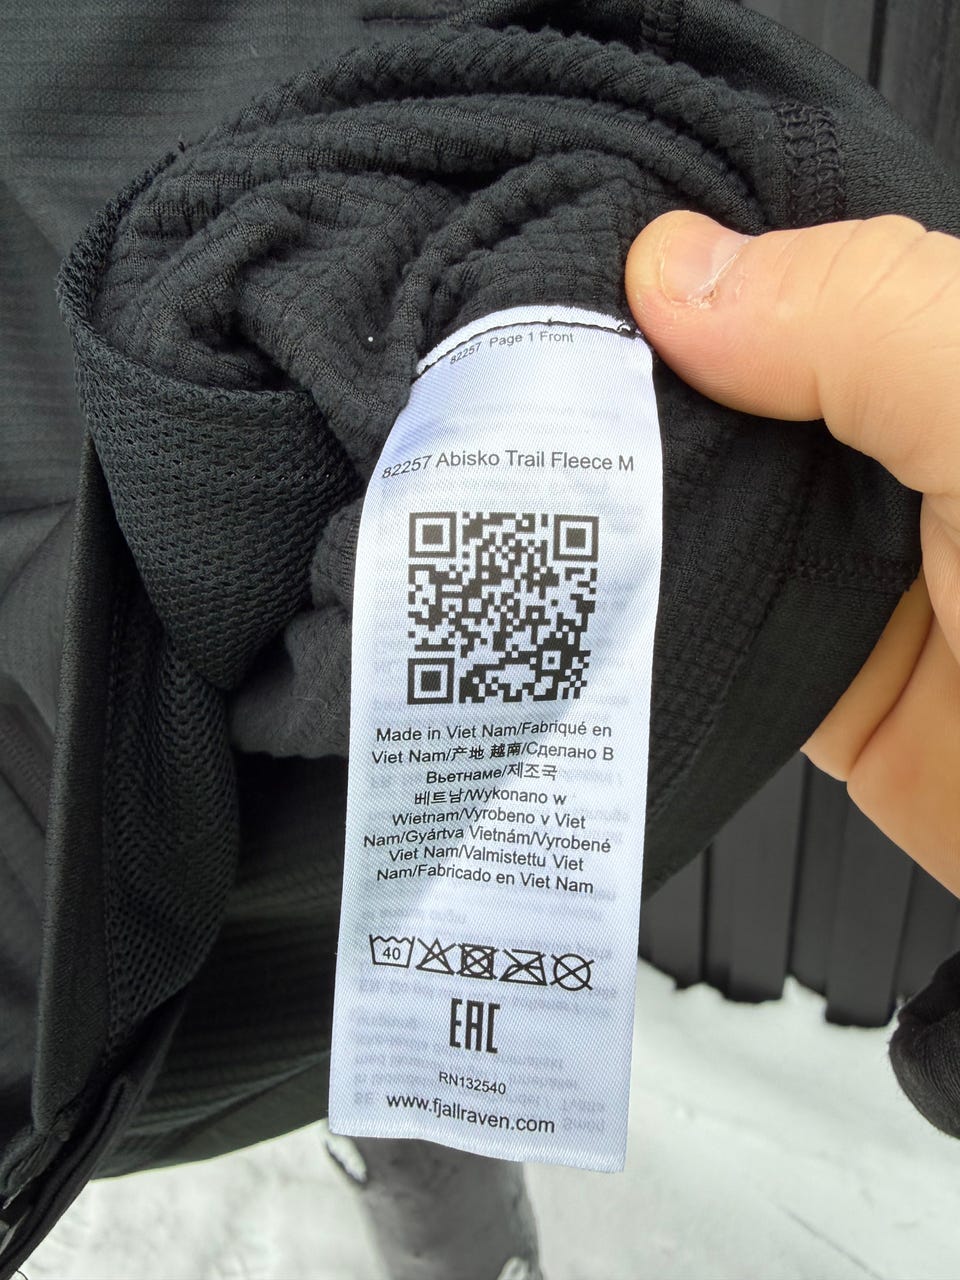 82257 Page 1 Front
82257 Abisko Trail Fleece M
Made in Viet Nam/Fabriqué en
Viet Nam/产地 越南/Сделано В
Вьетнаме/제조국
베트남/Wykonano w
Wietnam/Vyrobeno v Viet
Nam/Gyártva Vietnám/Vyrobené
Viet Nam/Valmistettu Viet
Nam/Fabricado en Viet Nam
40
EAC
RN132540
www.fjallraven.com